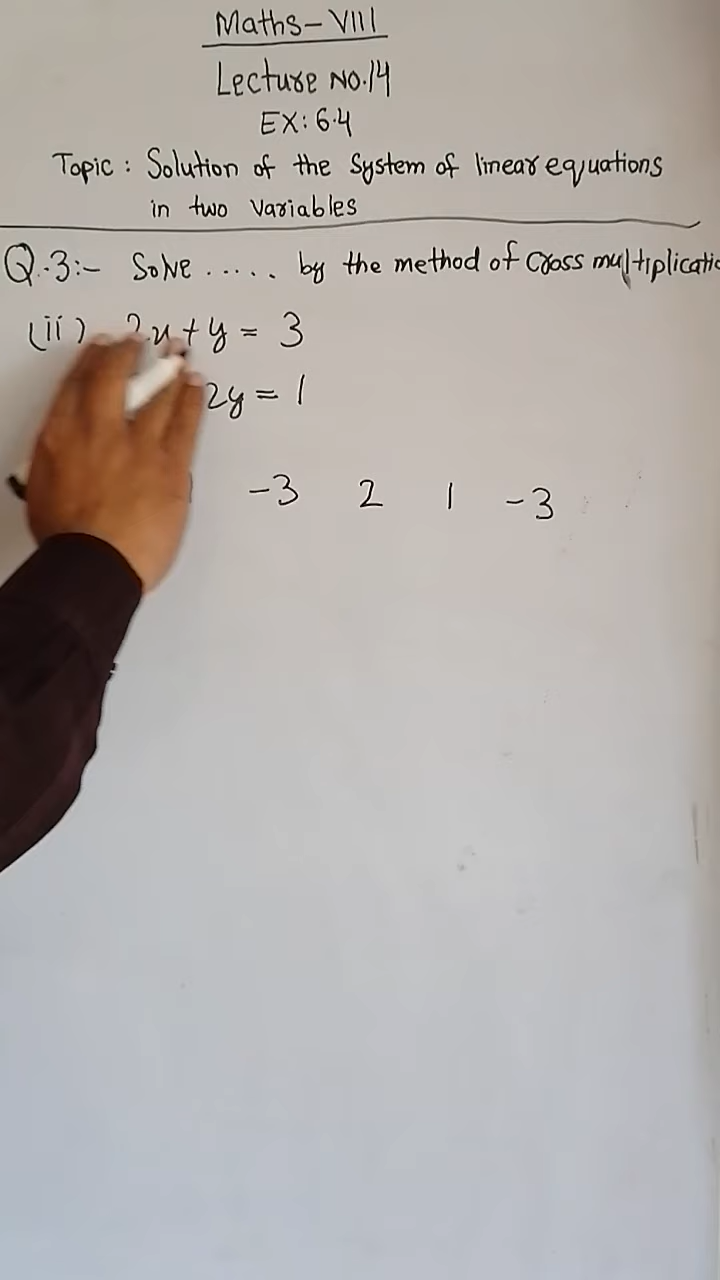 Maths-VIII
Lecture No.14
EX: 6.4
Topic: Solution of the System of linear equations
in two Variables
Q.3:- Solve ..... by the method of Cross multiplicatio
(ii) 2x+y = 3
2y = 1
-3 2 1 -3